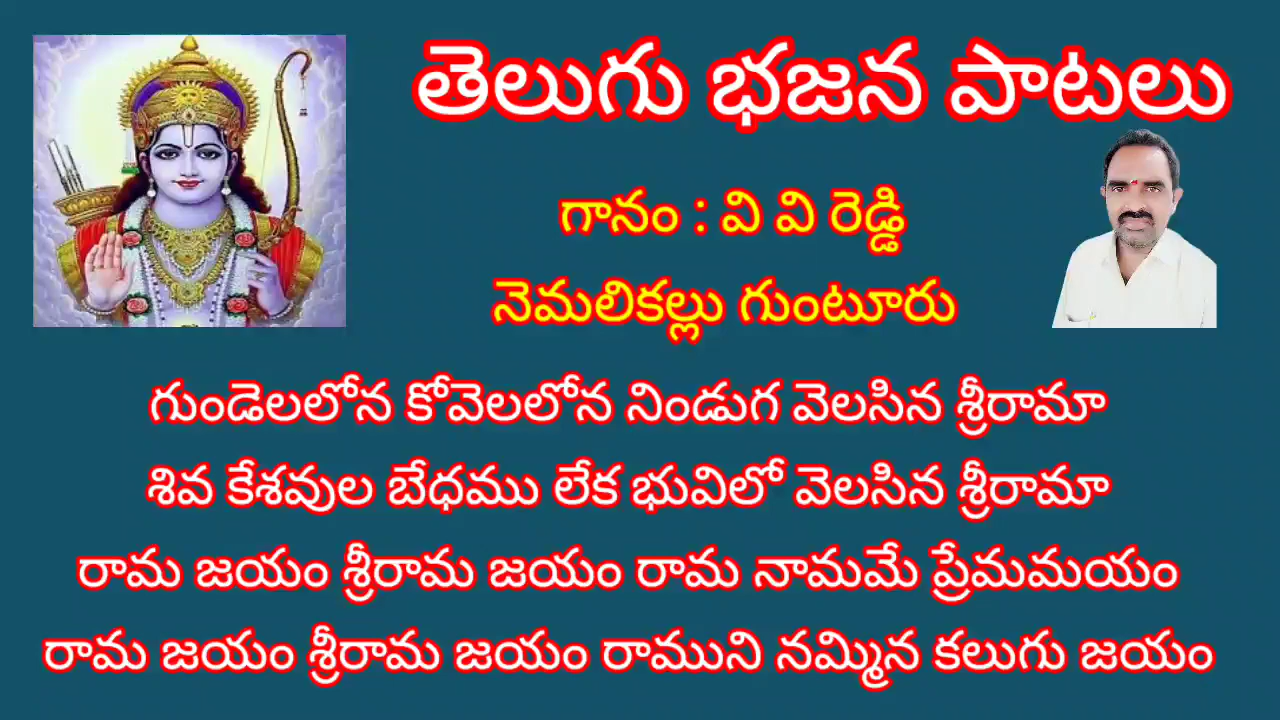 తెలుగు భజన పాటలు
గానం : వి వి రెడ్డి
నెమలికల్లు గుంటూరు
గుండెలలోన కోవెలలోన నిండుగ వెలసిన శ్రీరామా
శివ కేశవుల బేధము లేక భువిలో వెలసిన శ్రీరామా
రామ జయం శ్రీరామ జయం రామ నామమే ప్రేమమయం
రామ జయం శ్రీరామ జయం రాముని నమ్మిన కలుగు జయం